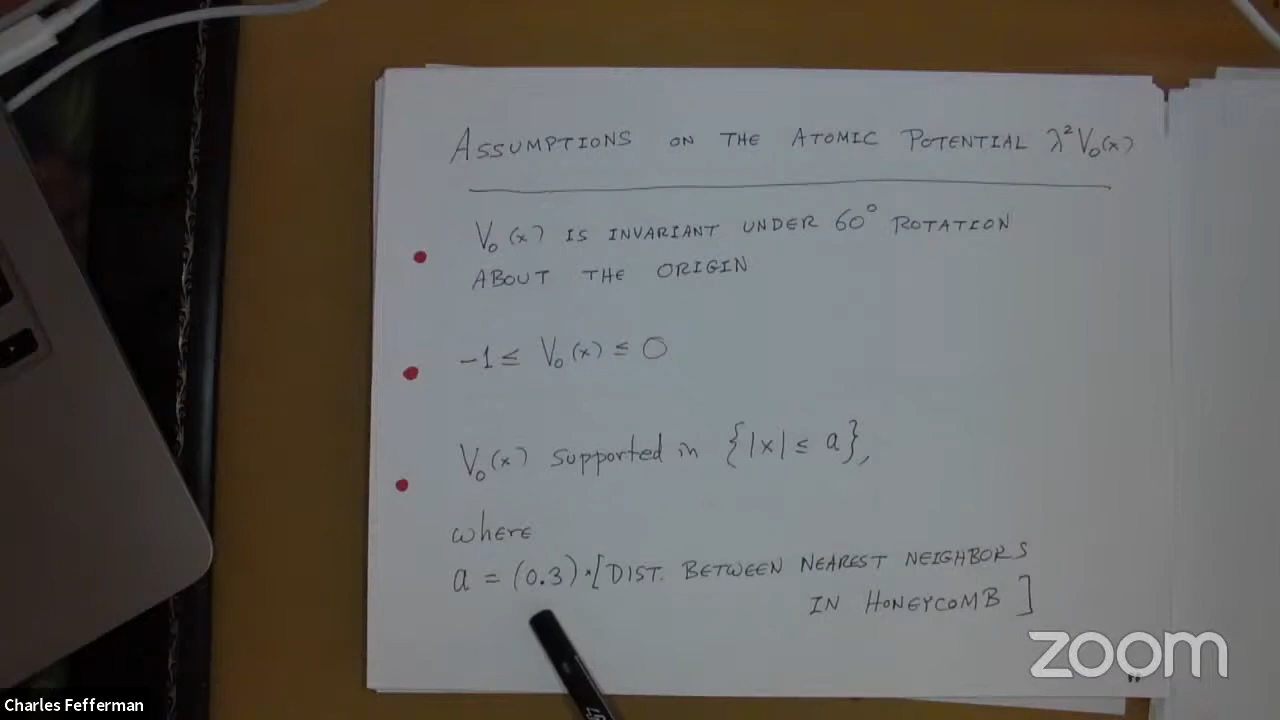 ASSUMPTIONS ON THE ATOMIC POTENTIAL λ²V₀(x)
V₀(x) IS INVARIANT UNDER 60° ROTATION
ABOUT THE ORIGIN
-1 ≤ V₀(x) ≤ 0
V₀(x) supported in {|x| ≤ a},
where
a = (0.3)·[DIST. BETWEEN NEAREST NEIGHBORS
IN HONEYCOMB]
zoom
Charles Fefferman